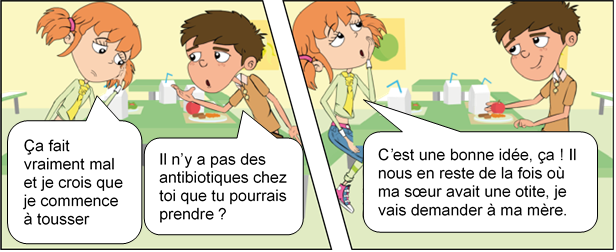 Ça fait
vraiment mal
et je crois que
je commence
à tousser
Il n’y a pas des
antibiotiques chez
toi que tu pourrais
prendre ?
C’est une bonne idée, ça ! Il
nous en reste de la fois où
ma sœur avait une otite, je
vais demander à ma mère.